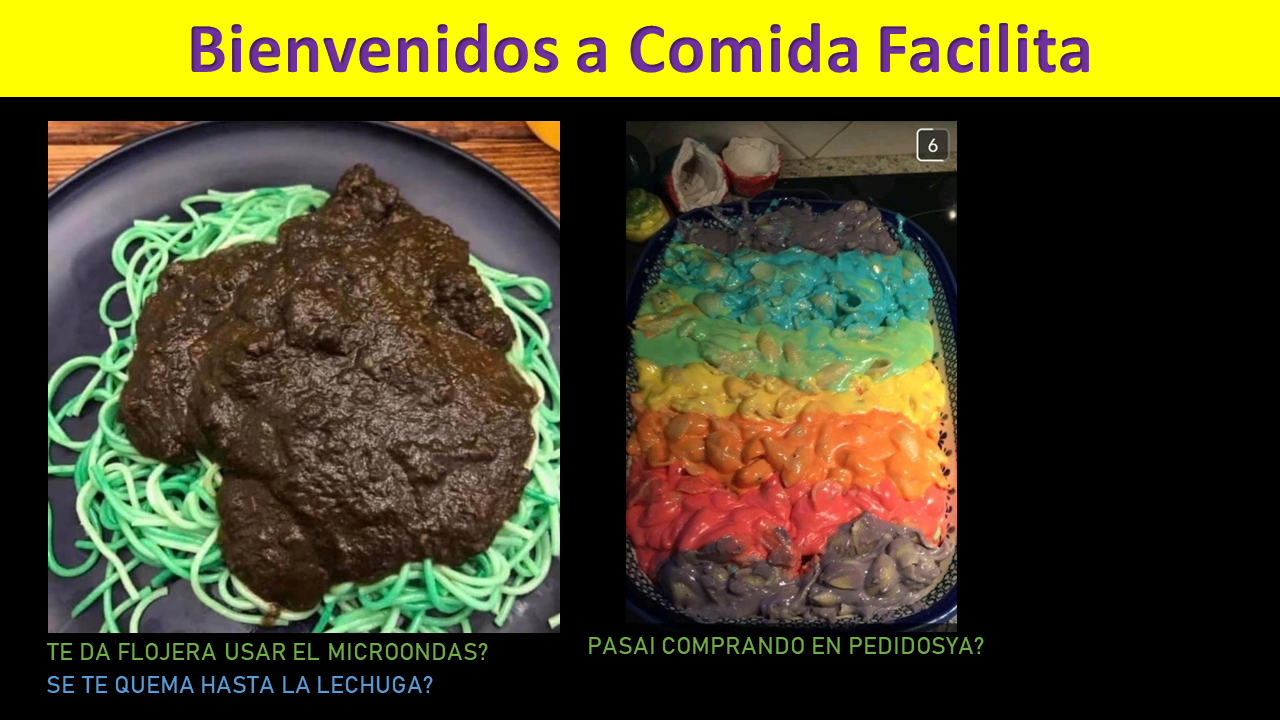 Bienvenidos a Comida Facilita
6
TE DA FLOJERA USAR EL MICROONDAS?
SE TE QUEMA HASTA LA LECHUGA?
PASAI COMPRANDO EN PEDIDOSYA?